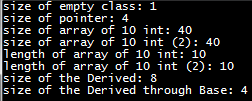 size of empty class: 1
size of pointer: 4
size of array of 10 int: 40
size of array of 10 int (2): 40
length of array of 10 int: 10
length of array of 10 int (2): 10
size of the Derived: 8
size of the Derived through Base: 4